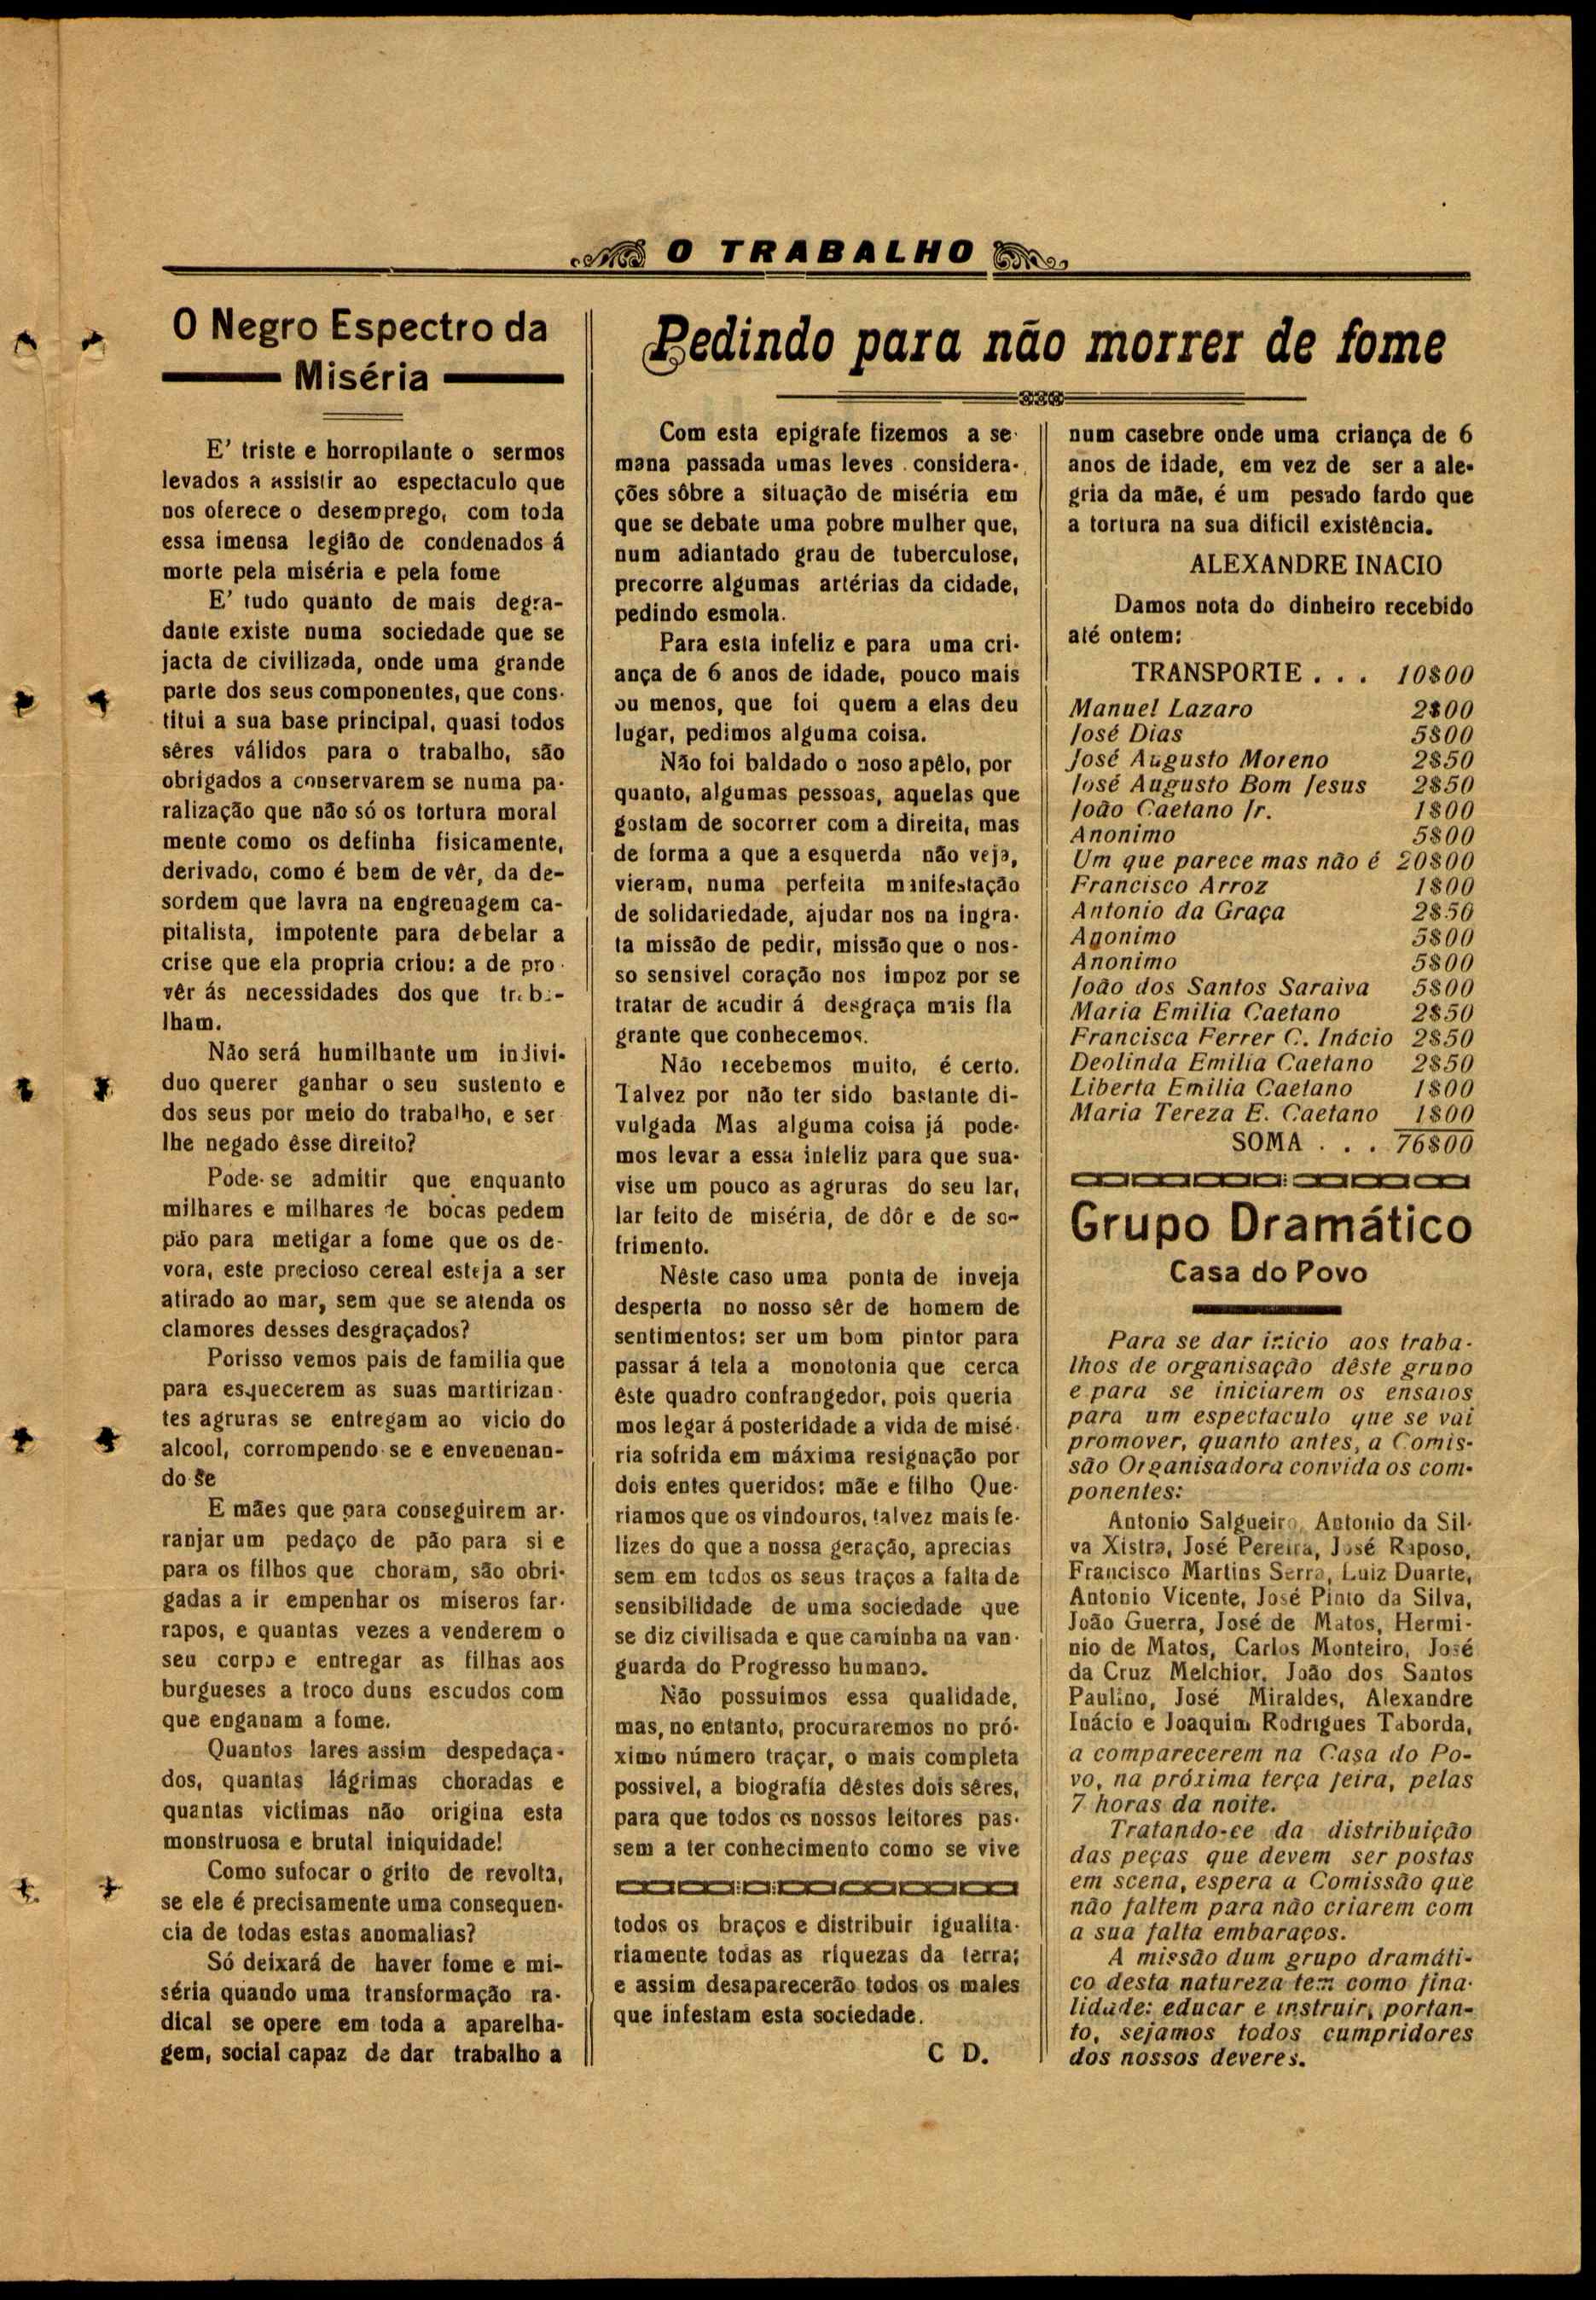 O TRABALHO
O Negro Espectro da
Miséria
E' triste e horropilante o sermos
levados a assistir ao espectaculo que
nos oferece o desemprego, com toda
essa imensa legião de condenados á
morte pela miséria e pela fome
E' tudo quanto de mais degra-
dante existe numa sociedade que se
jacta de civilizada, onde uma grande
parte dos seus componentes, que cons-
titui a sua base principal, quasi todos
sêres válidos para o trabalho, são
obrigados a conservarem se numa pa-
ralização que não só os tortura moral
mente como os definha fisicamente,
derivado, como é bem de vêr, da de-
sordem que lavra na engrenagem ca-
pitalista, impotente para debelar a
crise que ela propria criou: a de pro-
vêr ás necessidades dos que traba-
lham.
Não será humilhante um indivi-
duo querer ganhar o seu sustento e
dos seus por meio do trabalho, e ser
lhe negado êsse direito?
Pode-se admitir que enquanto
milhares e milhares de bocas pedem
pão para metigar a fome que os de-
vora, este precioso cereal esteja a ser
atirado ao mar, sem que se atenda os
clamores desses desgraçados?
Porisso vemos pais de familia que
para esquecerem as suas martirizan-
tes agruras se entregam ao vicio do
alcool, corrompendo-se e envenenan-
do-se
E mães que para conseguirem ar-
ranjar um pedaço de pão para si e
para os filhos que choram, são obri-
gadas a ir empenhar os miseros far-
rapos, e quantas vezes a venderem o
seu corpo e entregar as filhas aos
burgueses a troco duns escudos com
que enganam a fome.
Quantos lares assim despedaça-
dos, quantas lágrimas choradas e
quantas victimas não origina esta
monstruosa e brutal iniquidade!
Como sufocar o grito de revolta,
se ele é precisamente uma consequen-
cia de todas estas anomalias?
Só deixará de haver fome e mi-
séria quando uma transformação ra-
dical se opere em toda a aparelha-
gem, social capaz de dar trabalho a
todos os braços e distribuir igualita-
riamente todas as riquezas da terra;
e assim desaparecerão todos os males
que infestam esta sociedade.
C D.
Pedindo para não morrer de fome
Com esta epigrafe fizemos a se-
mana passada umas leves considera-
ções sôbre a situação de miséria em
que se debate uma pobre mulher que,
num adiantado grau de tuberculose,
precorre algumas artérias da cidade,
pedindo esmola.
Para esta infeliz e para uma cri-
ança de 6 anos de idade, pouco mais
ou menos, que foi quem a elas deu
lugar, pedimos alguma coisa.
Não foi baldado o noso apêlo, por
quanto, algumas pessoas, aquelas que
gostam de socorrer com a direita, mas
de forma a que a esquerda não veja,
vieram, numa perfeita manifestação
de solidariedade, ajudar nos na ingra-
ta missão de pedir, missão que o nos-
so sensivel coração nos impoz por se
tratar de acudir á desgraça mais fla
grante que conhecemos.
Não recebemos muito, é certo.
Talvez por não ter sido bastante di-
vulgada Mas alguma coisa já pode-
mos levar a essa infeliz para que sua-
vise um pouco as agruras do seu lar,
lar feito de miséria, de dôr e de so-
frimento.
Nêste caso uma ponta de inveja
desperta no nosso sêr de homem de
sentimentos: ser um bom pintor para
passar á tela a monotonia que cerca
êste quadro confrangedor, pois queria
mos legar á posteridade a vida de misé-
ria sofrida em máxima resignação por
dois entes queridos: mãe e filho Que-
riamos que os vindouros, talvez mais fe-
lizes do que a nossa geração, aprecias
sem em todos os seus traços a falta de
sensibilidade de uma sociedade que
se diz civilisada e que caminha na van-
guarda do Progresso humano.
Não possuimos essa qualidade,
mas, no entanto, procuraremos no pró-
ximo número traçar, o mais completa
possivel, a biografia dêstes dois sêres,
para que todos os nossos leitores pas-
sem a ter conhecimento como se vive
num casebre onde uma criança de 6
anos de idade, em vez de ser a ale-
gria da mãe, é um pesado fardo que
a tortura na sua dificil existência.
ALEXANDRE INACIO
Damos nota do dinheiro recebido
até ontem:
TRANSPORTE . . . 10$00
Manuel Lazaro 2$00
José Dias 5$00
José Augusto Moreno 2$50
José Augusto Bom Jesus 2$50
João Caetano Jr. 1$00
Anonimo 5$00
Um que parece mas não é 20$00
Francisco Arroz 1$00
Antonio da Graça 2$50
Anonimo 5$00
Anonimo 5$00
João dos Santos Saraiva 5$00
Maria Emilia Caetano 2$50
Francisca Ferrer C. Inácio 2$50
Deolinda Emilia Caetano 2$50
Liberta Emilia Caetano 1$00
Maria Tereza E. Caetano 1$00
SOMA . . . 76$00
Grupo Dramático
Casa do Povo
Para se dar inicio aos traba-
lhos de organisação dêste grupo
e para se iniciarem os ensaios
para um espectaculo que se vai
promover, quanto antes, a Comis-
são Organisadora convida os com-
ponentes:
Antonio Salgueiro, Antonio da Sil-
va Xistra, José Pereira, José Raposo,
Francisco Martins Serra, Luiz Duarte,
Antonio Vicente, José Pinto da Silva,
João Guerra, José de Matos, Hermi-
nio de Matos, Carlos Monteiro, José
da Cruz Melchior, João dos Santos
Paulino, José Miraldes, Alexandre
Inácio e Joaquim Rodrigues Taborda,
a comparecerem na Casa do Po-
vo, na próxima terça feira, pelas
7 horas da noite.
Tratando-ce da distribuição
das peças que devem ser postas
em scena, espera a Comissão que
não faltem para não criarem com
a sua falta embaraços.
A missão dum grupo dramáti-
co desta natureza tem como fina-
lidade: educar e instruir, portan-
to, sejamos todos cumpridores
dos nossos deveres.